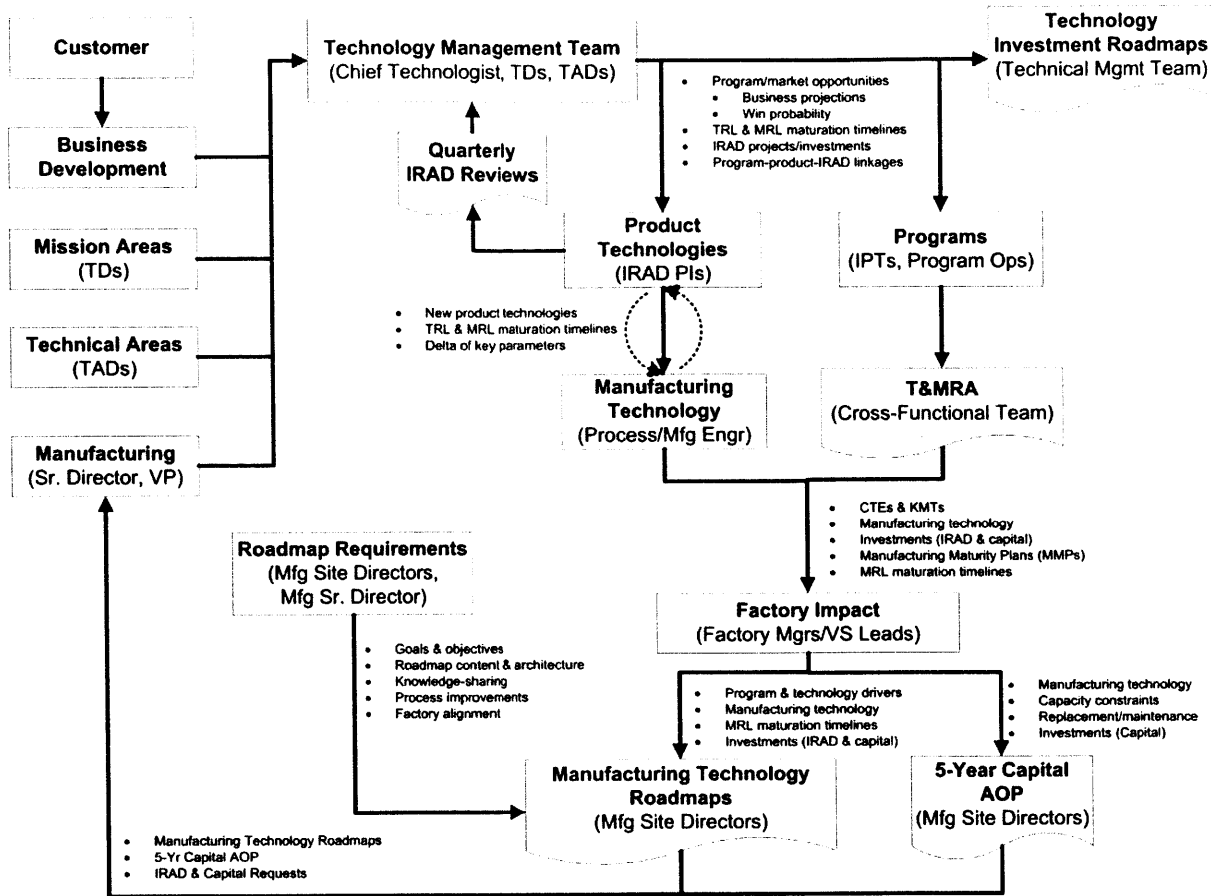 Customer
Business
Development
Mission Areas
(TDs)
Technical Areas
(TADs)
Manufacturing
(Sr. Director, VP)
Technology Management Team
(Chief Technologist, TDs, TADs)
Quarterly
IRAD Reviews
Technology
Investment Roadmaps
(Technical Mgmt Team)
• Program/market opportunities
• Business projections
• Win probability
• TRL & MRL maturation timelines
• IRAD projects/investments
• Program-product-IRAD linkages
Product
Technologies
(IRAD PIs)
Programs
(IPTs, Program Ops)
• New product technologies
• TRL & MRL maturation timelines
• Delta of key parameters
Manufacturing
Technology
(Process/Mfg Engr)
T&MRA
(Cross-Functional Team)
• CTEs & KMTs
• Manufacturing technology
• Investments (IRAD & capital)
• Manufacturing Maturity Plans (MMPs)
• MRL maturation timelines
Roadmap Requirements
(Mfg Site Directors,
Mfg Sr. Director)
• Goals & objectives
• Roadmap content & architecture
• Knowledge-sharing
• Process improvements
• Factory alignment
Factory Impact
(Factory Mgrs/VS Leads)
• Program & technology drivers
• Manufacturing technology
• MRL maturation timelines
• Investments (IRAD & capital)
• Manufacturing technology
• Capacity constraints
• Replacement/maintenance
• Investments (Capital)
Manufacturing Technology
Roadmaps
(Mfg Site Directors)
5-Year Capital
AOP
(Mfg Site Directors)
• Manufacturing Technology Roadmaps
• 5-Yr Capital AOP
• IRAD & Capital Requests